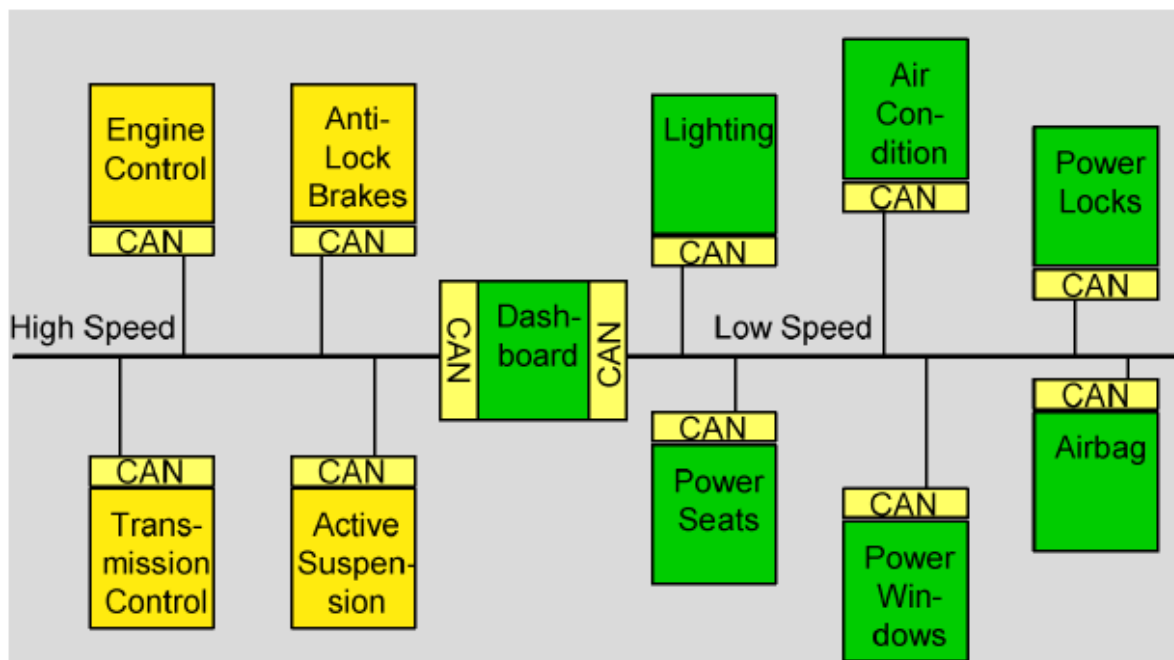 Engine
Control
CAN
Anti-
Lock
Brakes
CAN
Lighting
CAN
Air
Con-
dition
CAN
Power
Locks
CAN
High Speed
CAN
Dash-
board
CAN
Low Speed
CAN
Trans-
mission
Control
CAN
Active
Suspen-
sion
CAN
Power
Seats
CAN
Power
Win-
dows
CAN
Airbag